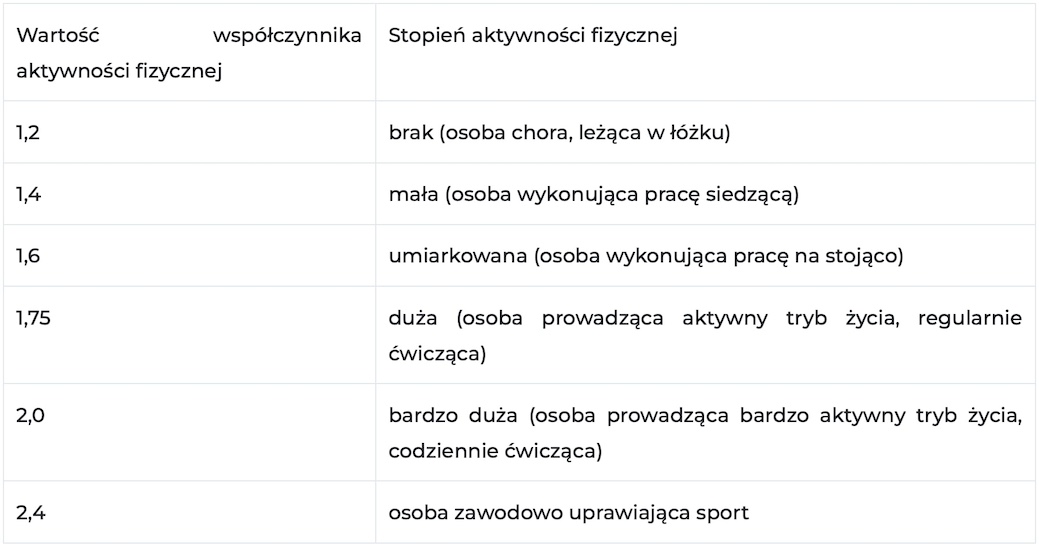 Wartość współczynnika
aktywności fizycznej
Stopień aktywności fizycznej
1,2
brak (osoba chora, leżąca w łóżku)
1,4
mała (osoba wykonująca pracę siedzącą)
1,6
umiarkowana (osoba wykonująca pracę na stojąco)
1,75
duża (osoba prowadząca aktywny tryb życia, regularnie
ćwicząca)
2,0
bardzo duża (osoba prowadząca bardzo aktywny tryb życia,
codziennie ćwicząca)
2,4
osoba zawodowo uprawiająca sport